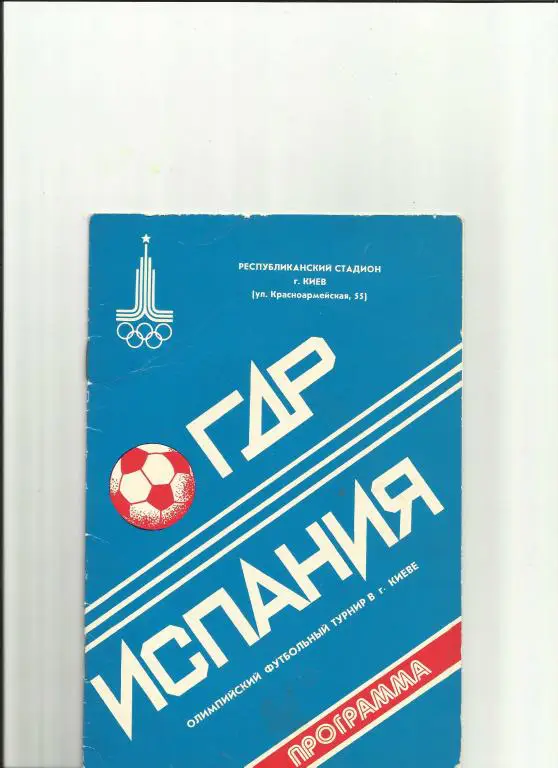 РЕСПУБЛИКАНСКИЙ СТАДИОН
г. КИЕВ
(ул. Красноармейская, 55)
ГДР
ИСПАНИЯ
ОЛИМПИЙСКИЙ ФУТБОЛЬНЫЙ ТУРНИР В г. КИЕВЕ
ПРОГРАММА